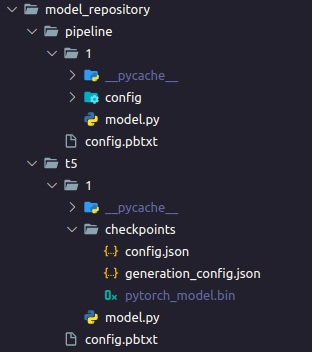 model_repository
pipeline
1
__pycache__
config
model.py
config.pbtxt
t5
1
__pycache__
checkpoints
config.json
generation_config.json
pytorch_model.bin
model.py
config.pbtxt